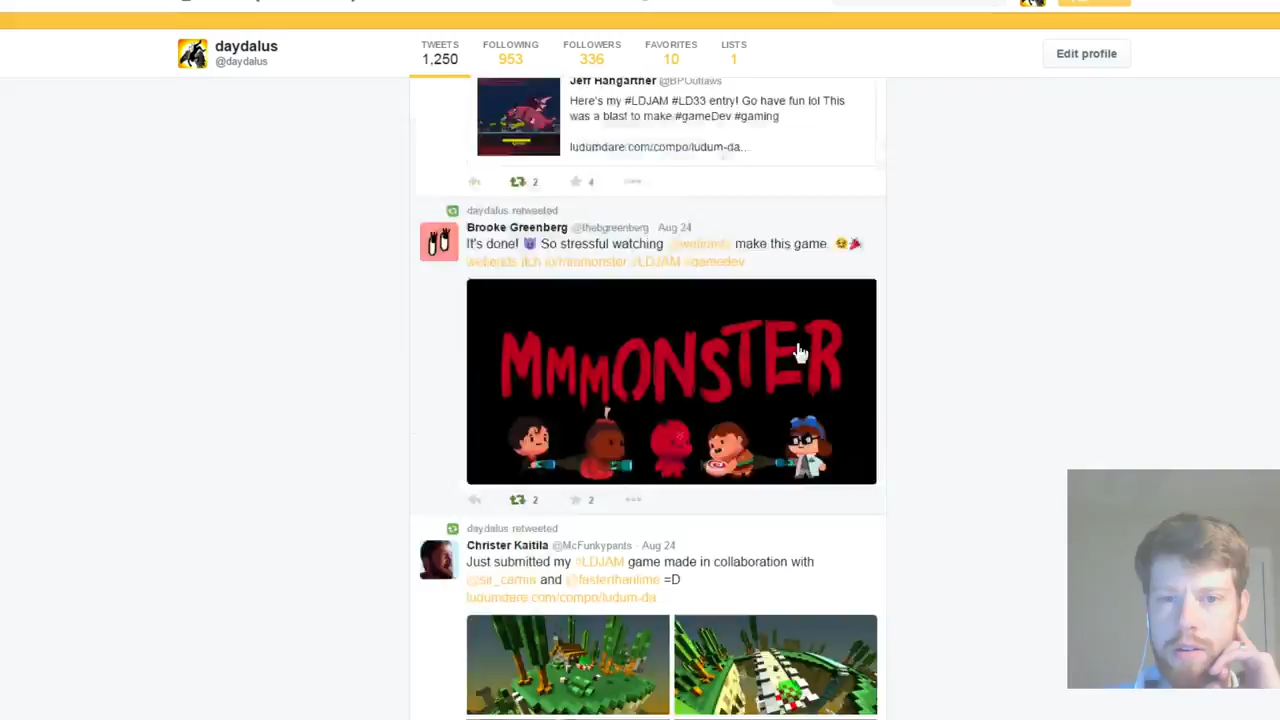 daydalus
@daydalus
TWEETS
1,250
FOLLOWING
953
FOLLOWERS
336
FAVORITES
10
LISTS
1
Edit profile
Jeff Hangartner @BPOutlaws
Here's my #LDJAM #LD33 entry! Go have fun lol This
was a blast to make #gameDev #gaming
ludumdare.com/compo/ludum-da...
2
4
daydalus retweeted
Brooke Greenberg @thebgreenberg Aug 24
It's done! So stressful watching make this game.
#LDJAM #gamedev
MMMONSTER
2
2
daydalus retweeted
Christer Kaitila @McFunkypants · Aug 24
Just submitted my #LDJAM game made in collaboration with
@sir_carma and @fasterthanlime =D
ludumdare.com/compo/ludum-da